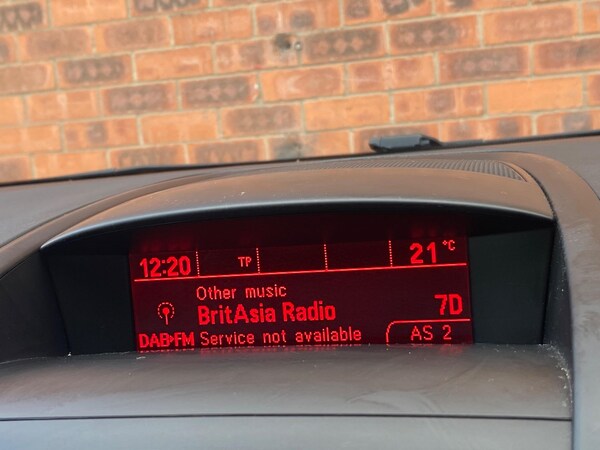 12:20 TP 21 °C
Other music
BritAsia Radio 7D
DAB▸FM Service not available AS 2